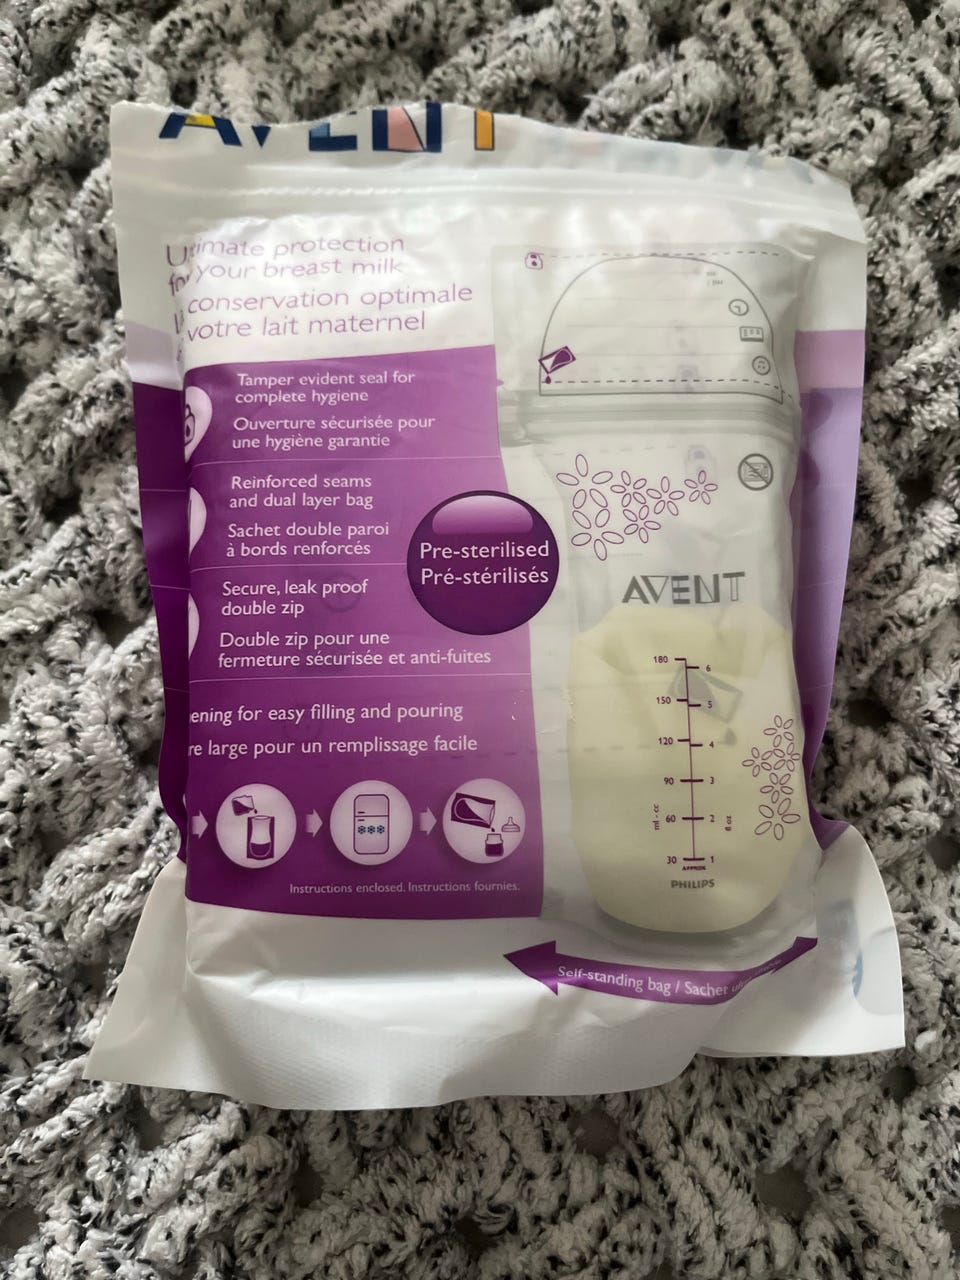 AVENT
Ultimate protection
for your breast milk
conservation optimale
votre lait maternel
Tamper evident seal for
complete hygiene
Ouverture sécurisée pour
une hygiène garantie
Reinforced seams
and dual layer bag
Sachet double paroi
à bords renforcés
Secure, leak proof
double zip
Double zip pour une
fermeture sécurisée et anti-fuites
ening for easy filling and pouring
re large pour un remplissage facile
Instructions enclosed. Instructions fournies.
Pre-sterilised
Pré-stérilisés
AVENT
180
6
150
5
120
4
90
3
60
2
30
1
ml - cc
oz
APPROX
PHILIPS
Self-standing bag / Sachet